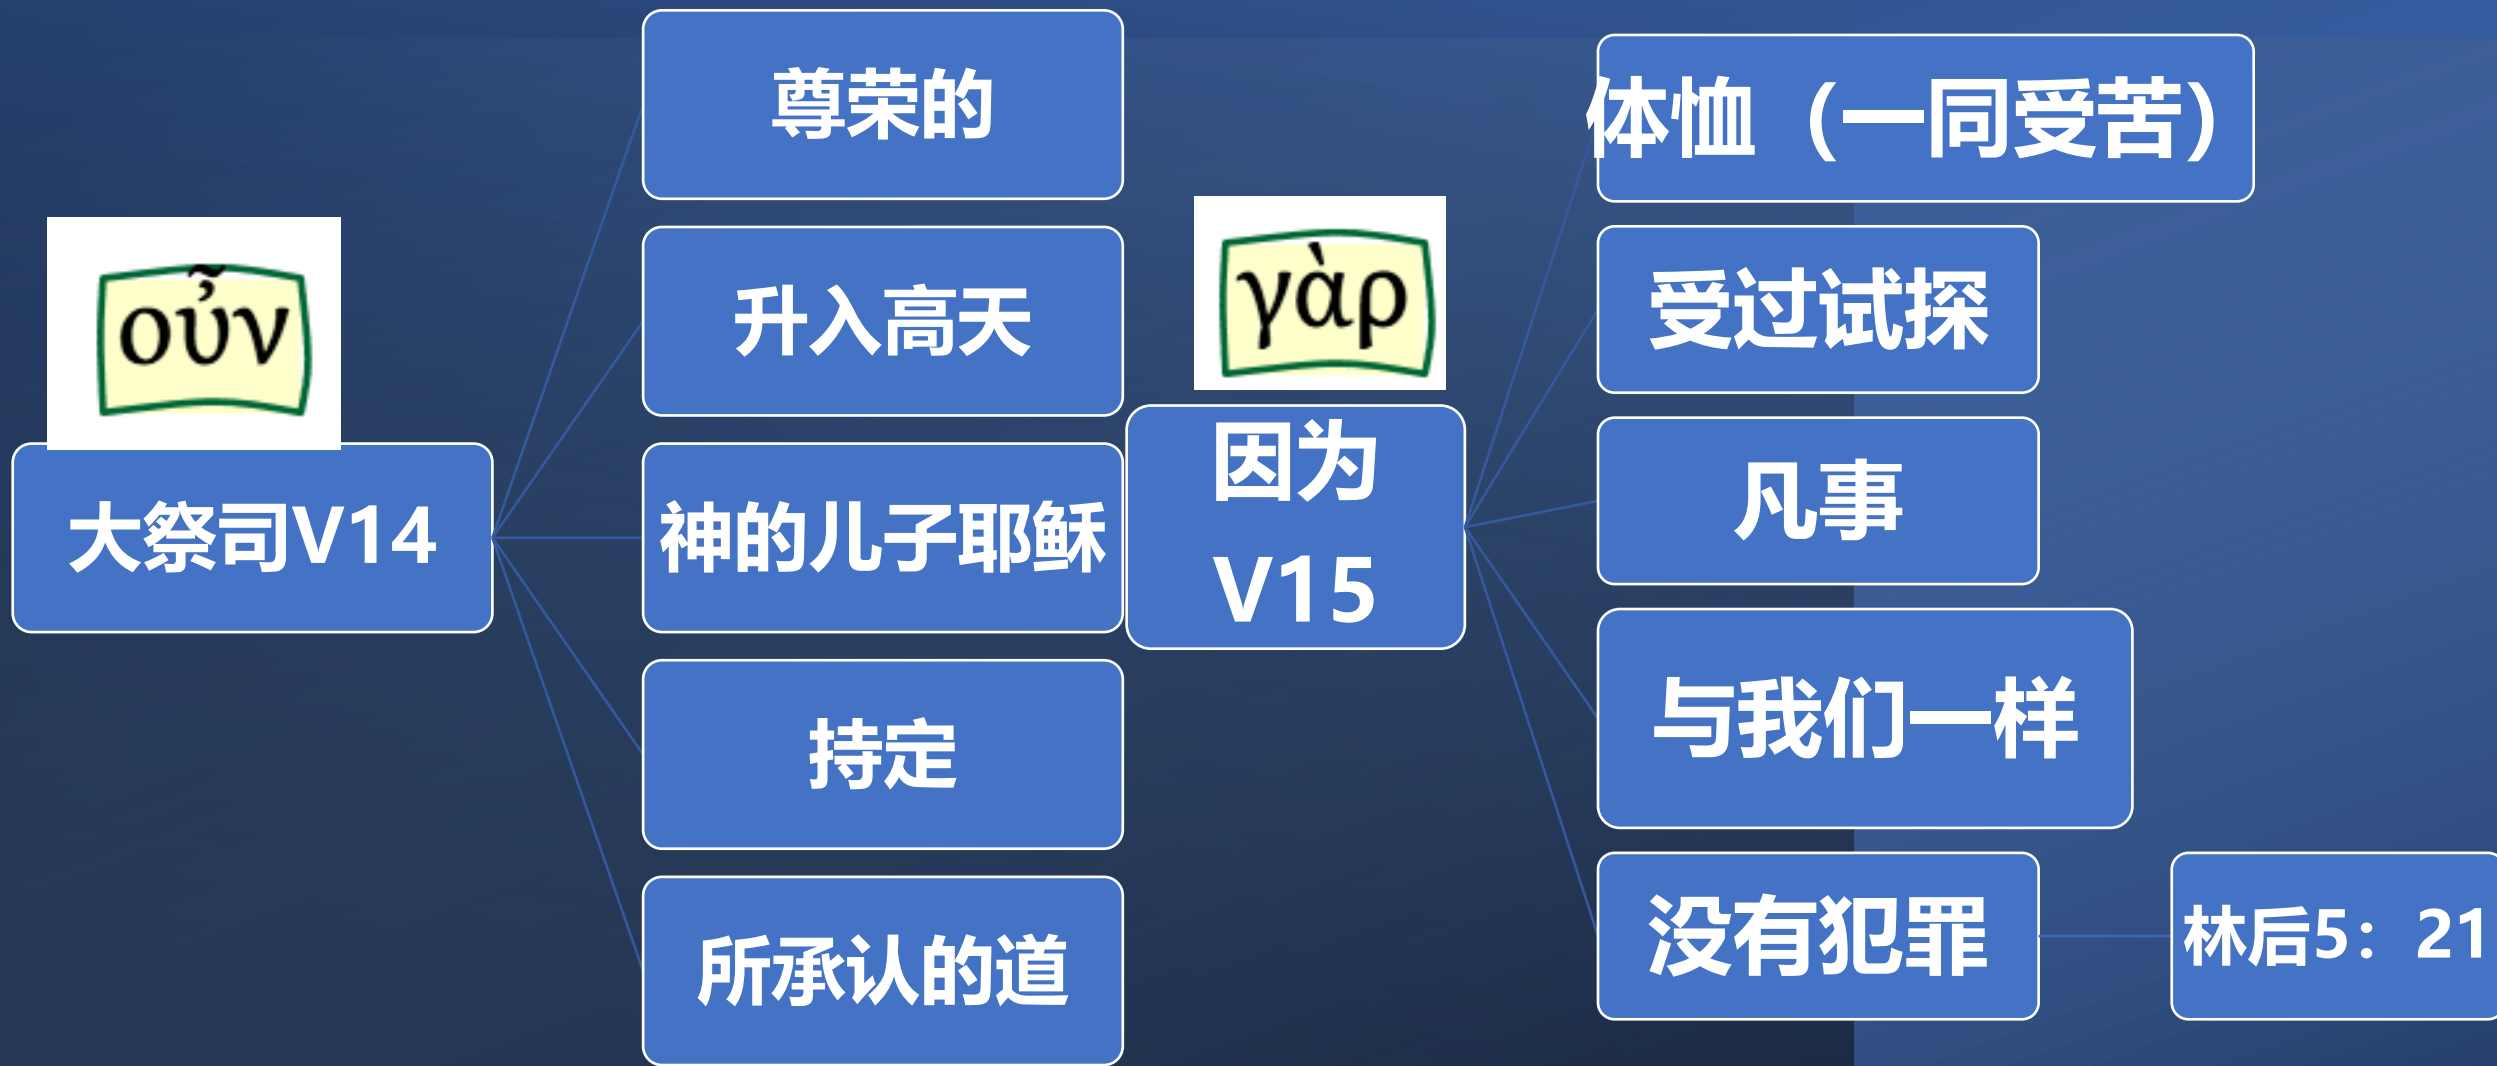 οὖν
大祭司V14
尊荣的
升入高天
神的儿子耶稣
持定
所承认的道
γὰρ
因为
V15
体恤（一同受苦）
受过试探
凡事
与我们一样
没有犯罪
林后5：21